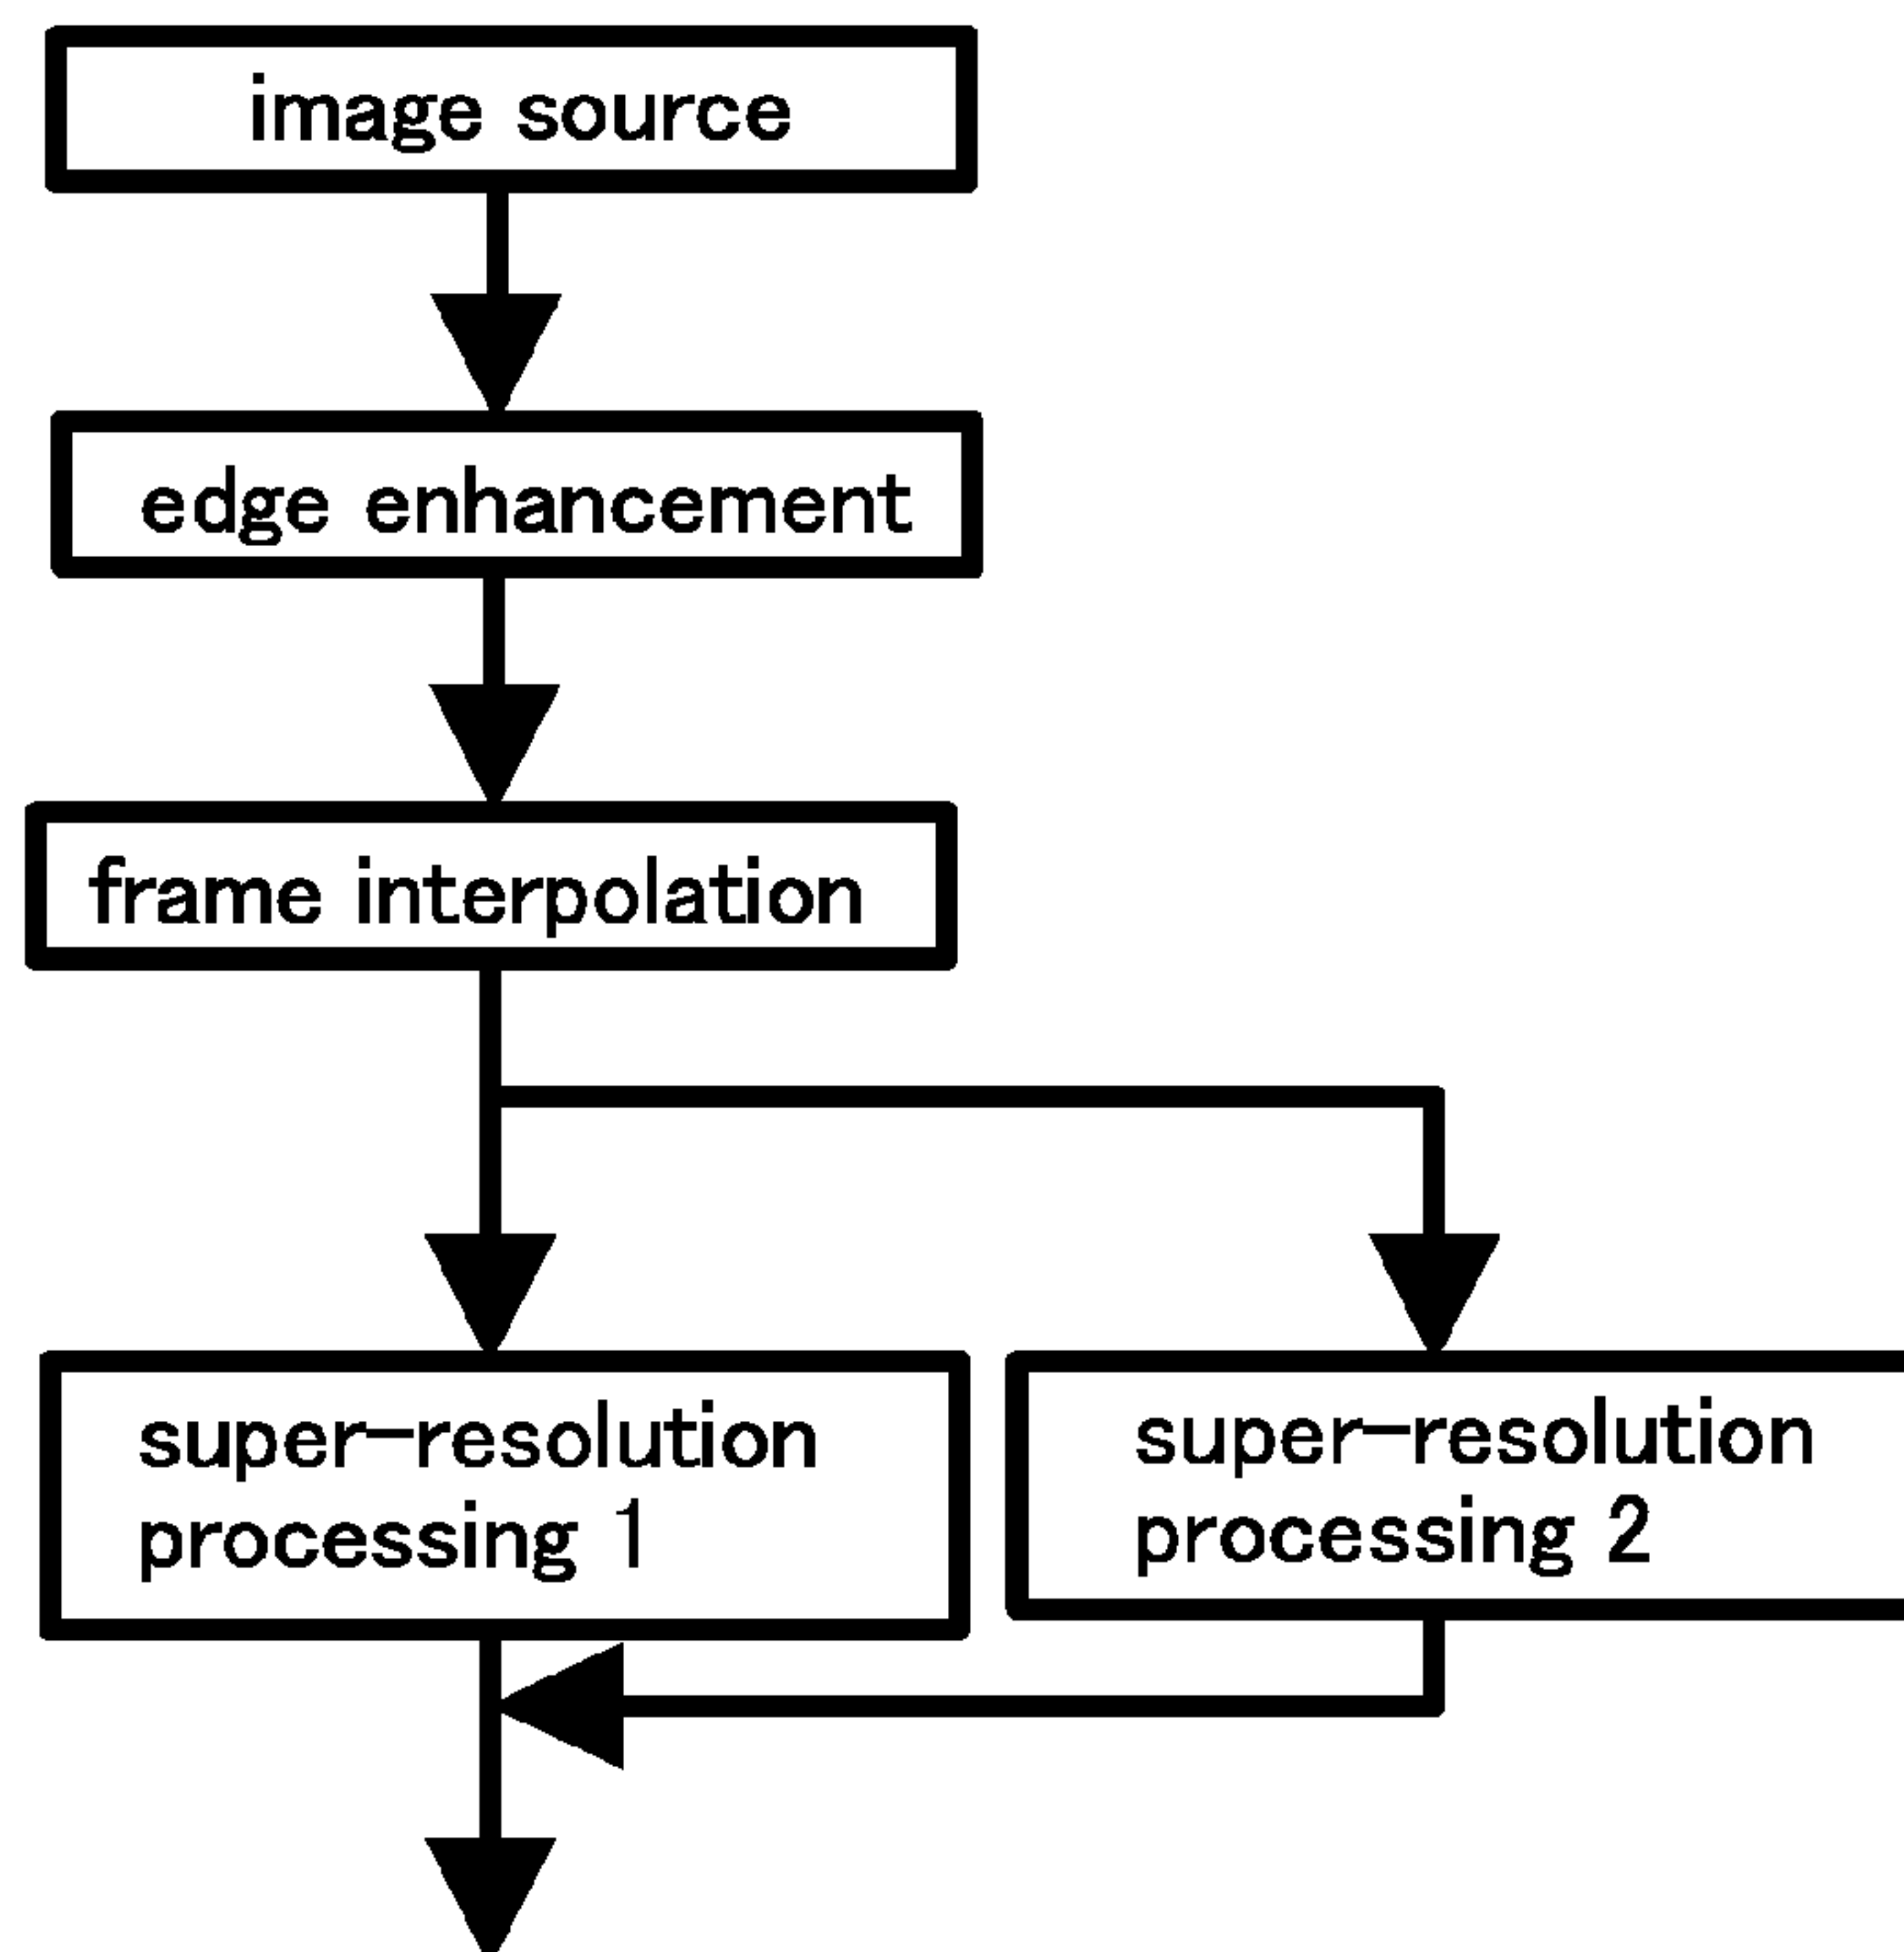 image source
edge enhancement
frame interpolation
super-resolution
processing 1
super-resolution
processing 2